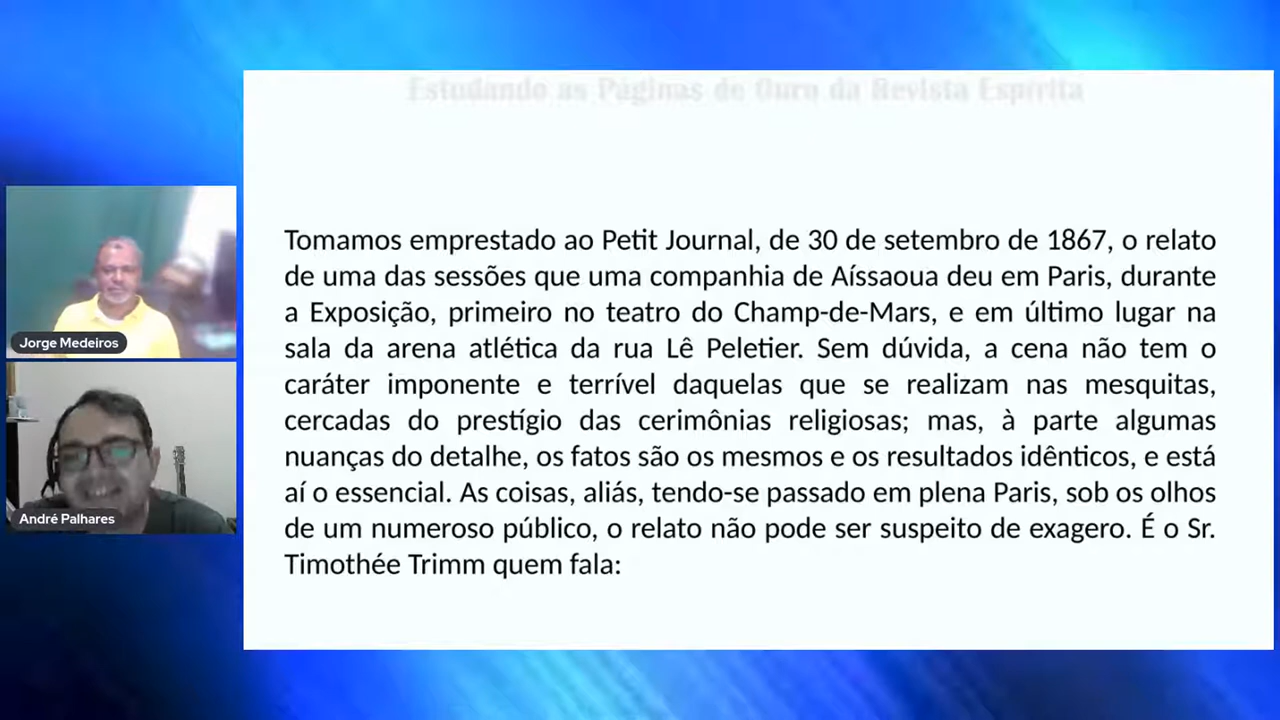 Estudando as Páginas de Ouro da Revista Espírita
Tomamos emprestado ao Petit Journal, de 30 de setembro de 1867, o relato
de uma das sessões que uma companhia de Aíssaoua deu em Paris, durante
a Exposição, primeiro no teatro do Champ-de-Mars, e em último lugar na
sala da arena atlética da rua Lê Peletier. Sem dúvida, a cena não tem o
caráter imponente e terrível daquelas que se realizam nas mesquitas,
cercadas do prestígio das cerimônias religiosas; mas, à parte algumas
nuanças do detalhe, os fatos são os mesmos e os resultados idênticos, e está
aí o essencial. As coisas, aliás, tendo-se passado em plena Paris, sob os olhos
de um numeroso público, o relato não pode ser suspeito de exagero. É o Sr.
Timothée Trimm quem fala:
Jorge Medeiros
André Palhares